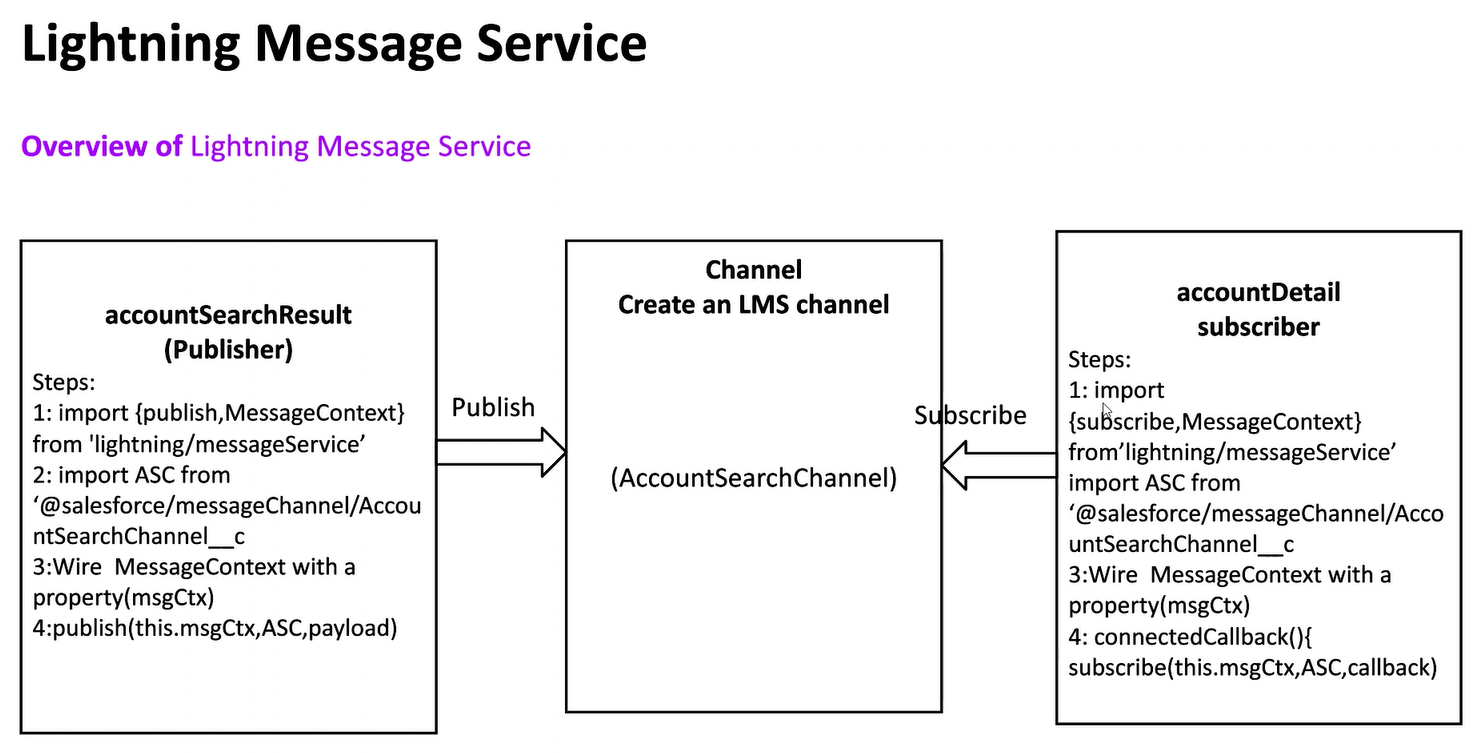 Lightning Message Service
Overview of Lightning Message Service
accountSearchResult
(Publisher)
Steps:
1: import {publish,MessageContext}
from 'lightning/messageService’
2: import ASC from
‘@salesforce/messageChannel/Accou
ntSearchChannel__c
3:Wire  MessageContext with a
property(msgCtx)
4:publish(this.msgCtx,ASC,payload)
Publish
Channel
Create an LMS channel
(AccountSearchChannel)
Subscribe
accountDetail
subscriber
Steps:
1: import
{subscribe,MessageContext}
from’lightning/messageService’
import ASC from
‘@salesforce/messageChannel/Acco
untSearchChannel__c
3:Wire  MessageContext with a
property(msgCtx)
4: connectedCallback(){
subscribe(this.msgCtx,ASC,callback)